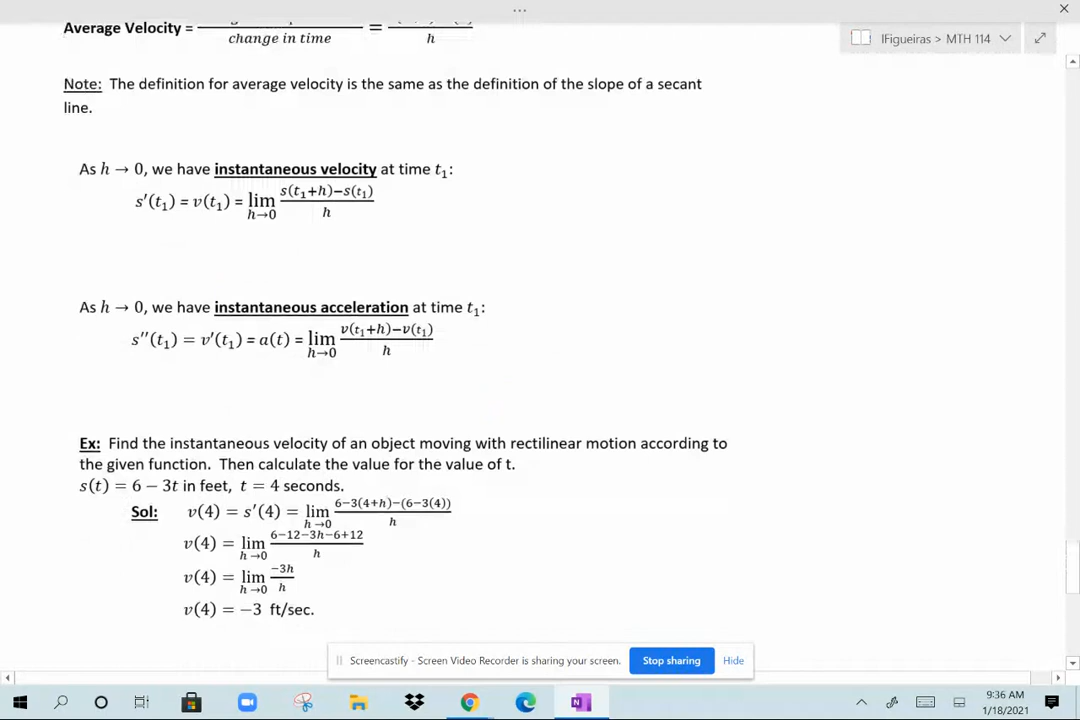 ...
Average Velocity = change in time = h
IFigueiras > MTH 114
Note: The definition for average velocity is the same as the definition of the slope of a secant
line.
As h → 0, we have instantaneous velocity at time t₁:
s′(t₁) = v(t₁) = lim h→0 s(t₁+h)−s(t₁) / h
As h → 0, we have instantaneous acceleration at time t₁:
s′′(t₁) = v′(t₁) = a(t) = lim h→0 v(t₁+h)−v(t₁) / h
Ex: Find the instantaneous velocity of an object moving with rectilinear motion according to
the given function. Then calculate the value for the value of t.
s(t) = 6 − 3t in feet, t = 4 seconds.
Sol: v(4) = s′(4) = lim h→0 6−3(4+h)−(6−3(4)) / h
v(4) = lim h→0 6−12−3h−6+12 / h
v(4) = lim h→0 −3h / h
v(4) = −3 ft/sec.
Screencastify - Screen Video Recorder is sharing your screen. Stop sharing Hide
9:36 AM
1/18/2021